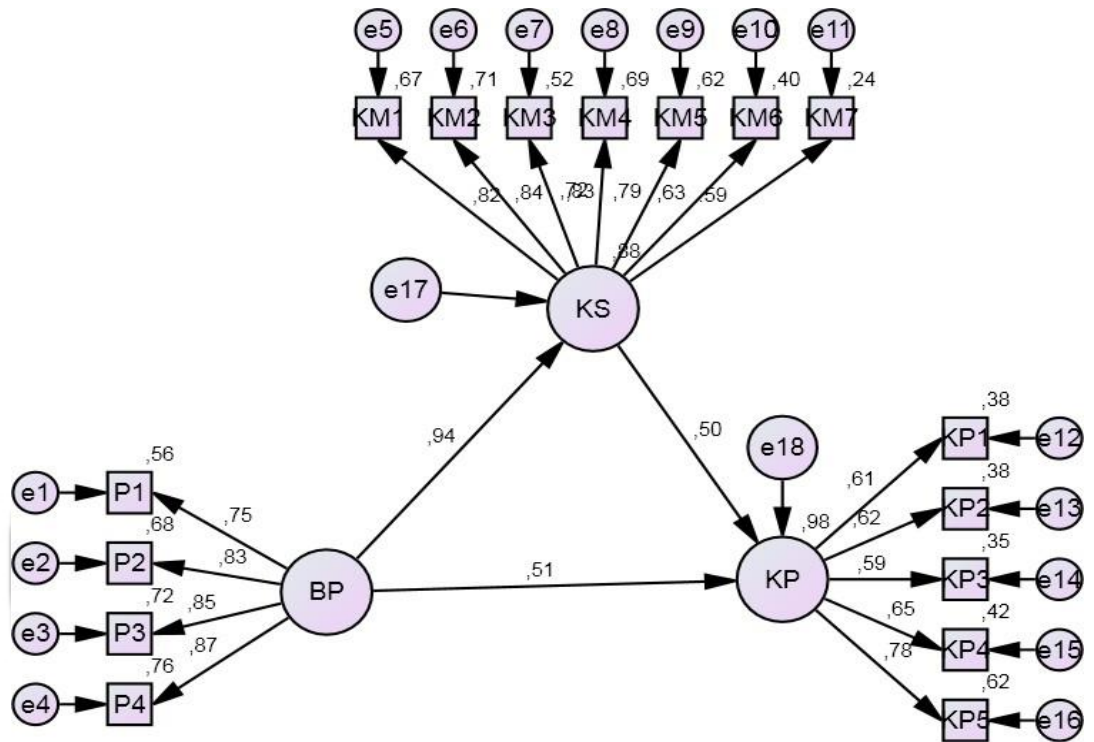 e5 e6 e7 e8 e9 e10 e11
,67 ,71 ,52 ,69 ,62 ,40 ,24
KM1 KM2 KM3 KM4 KM5 KM6 KM7
,82 ,84 ,72 ,83 ,79 ,63 ,59
,88
e17
KS
,94
,50
e18
,98
,56
e1 P1
,75
,68
e2 P2
,83
,72
e3 P3
,85
,76
e4 P4
,87
BP
,51
KP
,38
KP1 e12
,61
,38
KP2 e13
,62
,35
KP3 e14
,59
,42
KP4 e15
,65
,62
KP5 e16
,78